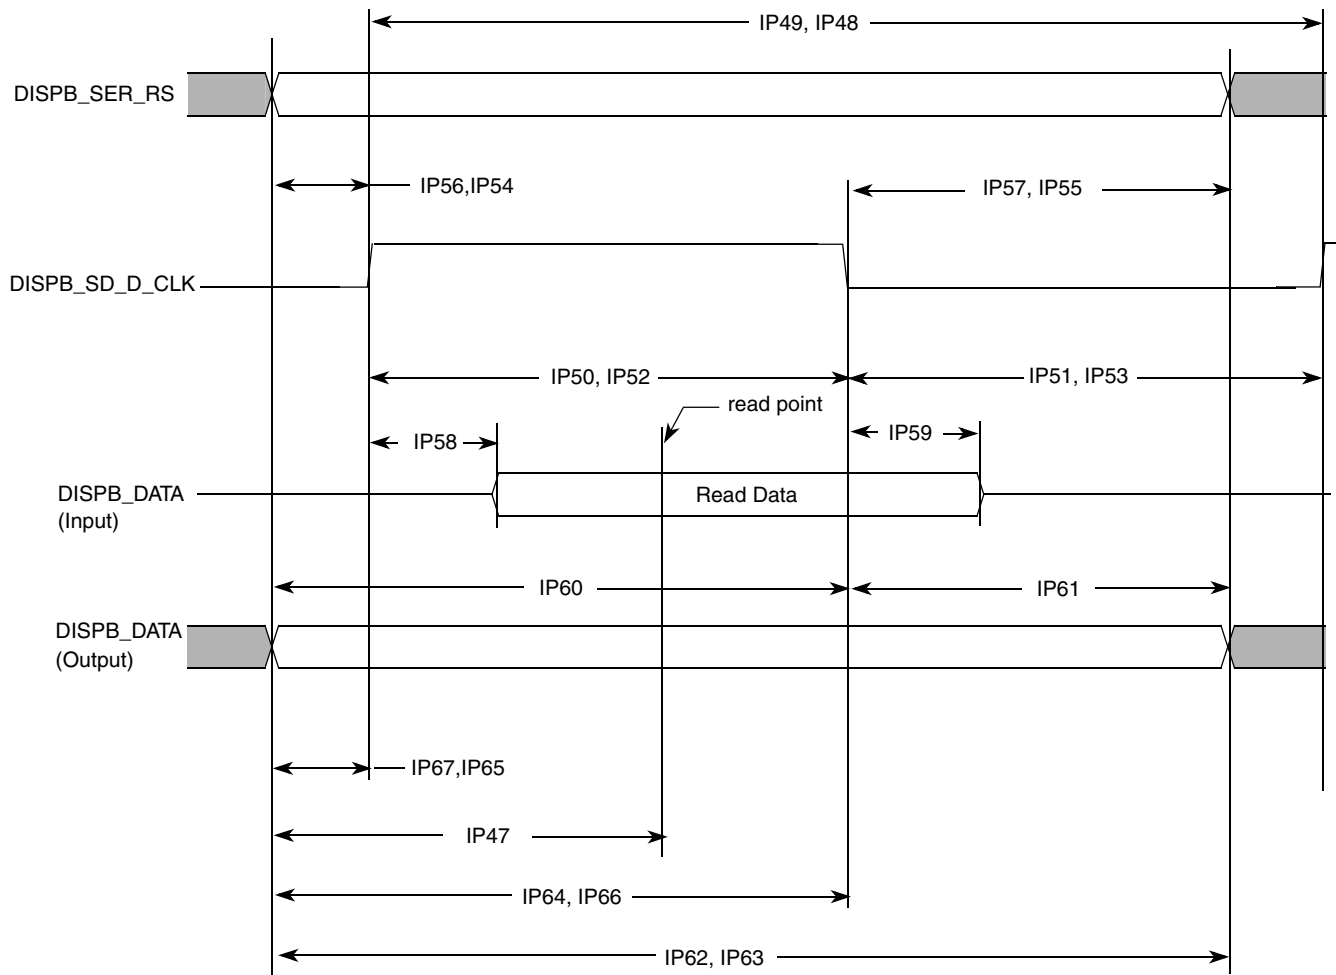 IP49, IP48
DISPB_SER_RS
IP56,IP54
IP57, IP55
DISPB_SD_D_CLK
IP50, IP52
IP51, IP53
read point
IP58
IP59
DISPB_DATA
(Input)
Read Data
IP60
IP61
DISPB_DATA
(Output)
IP67,IP65
IP47
IP64, IP66
IP62, IP63